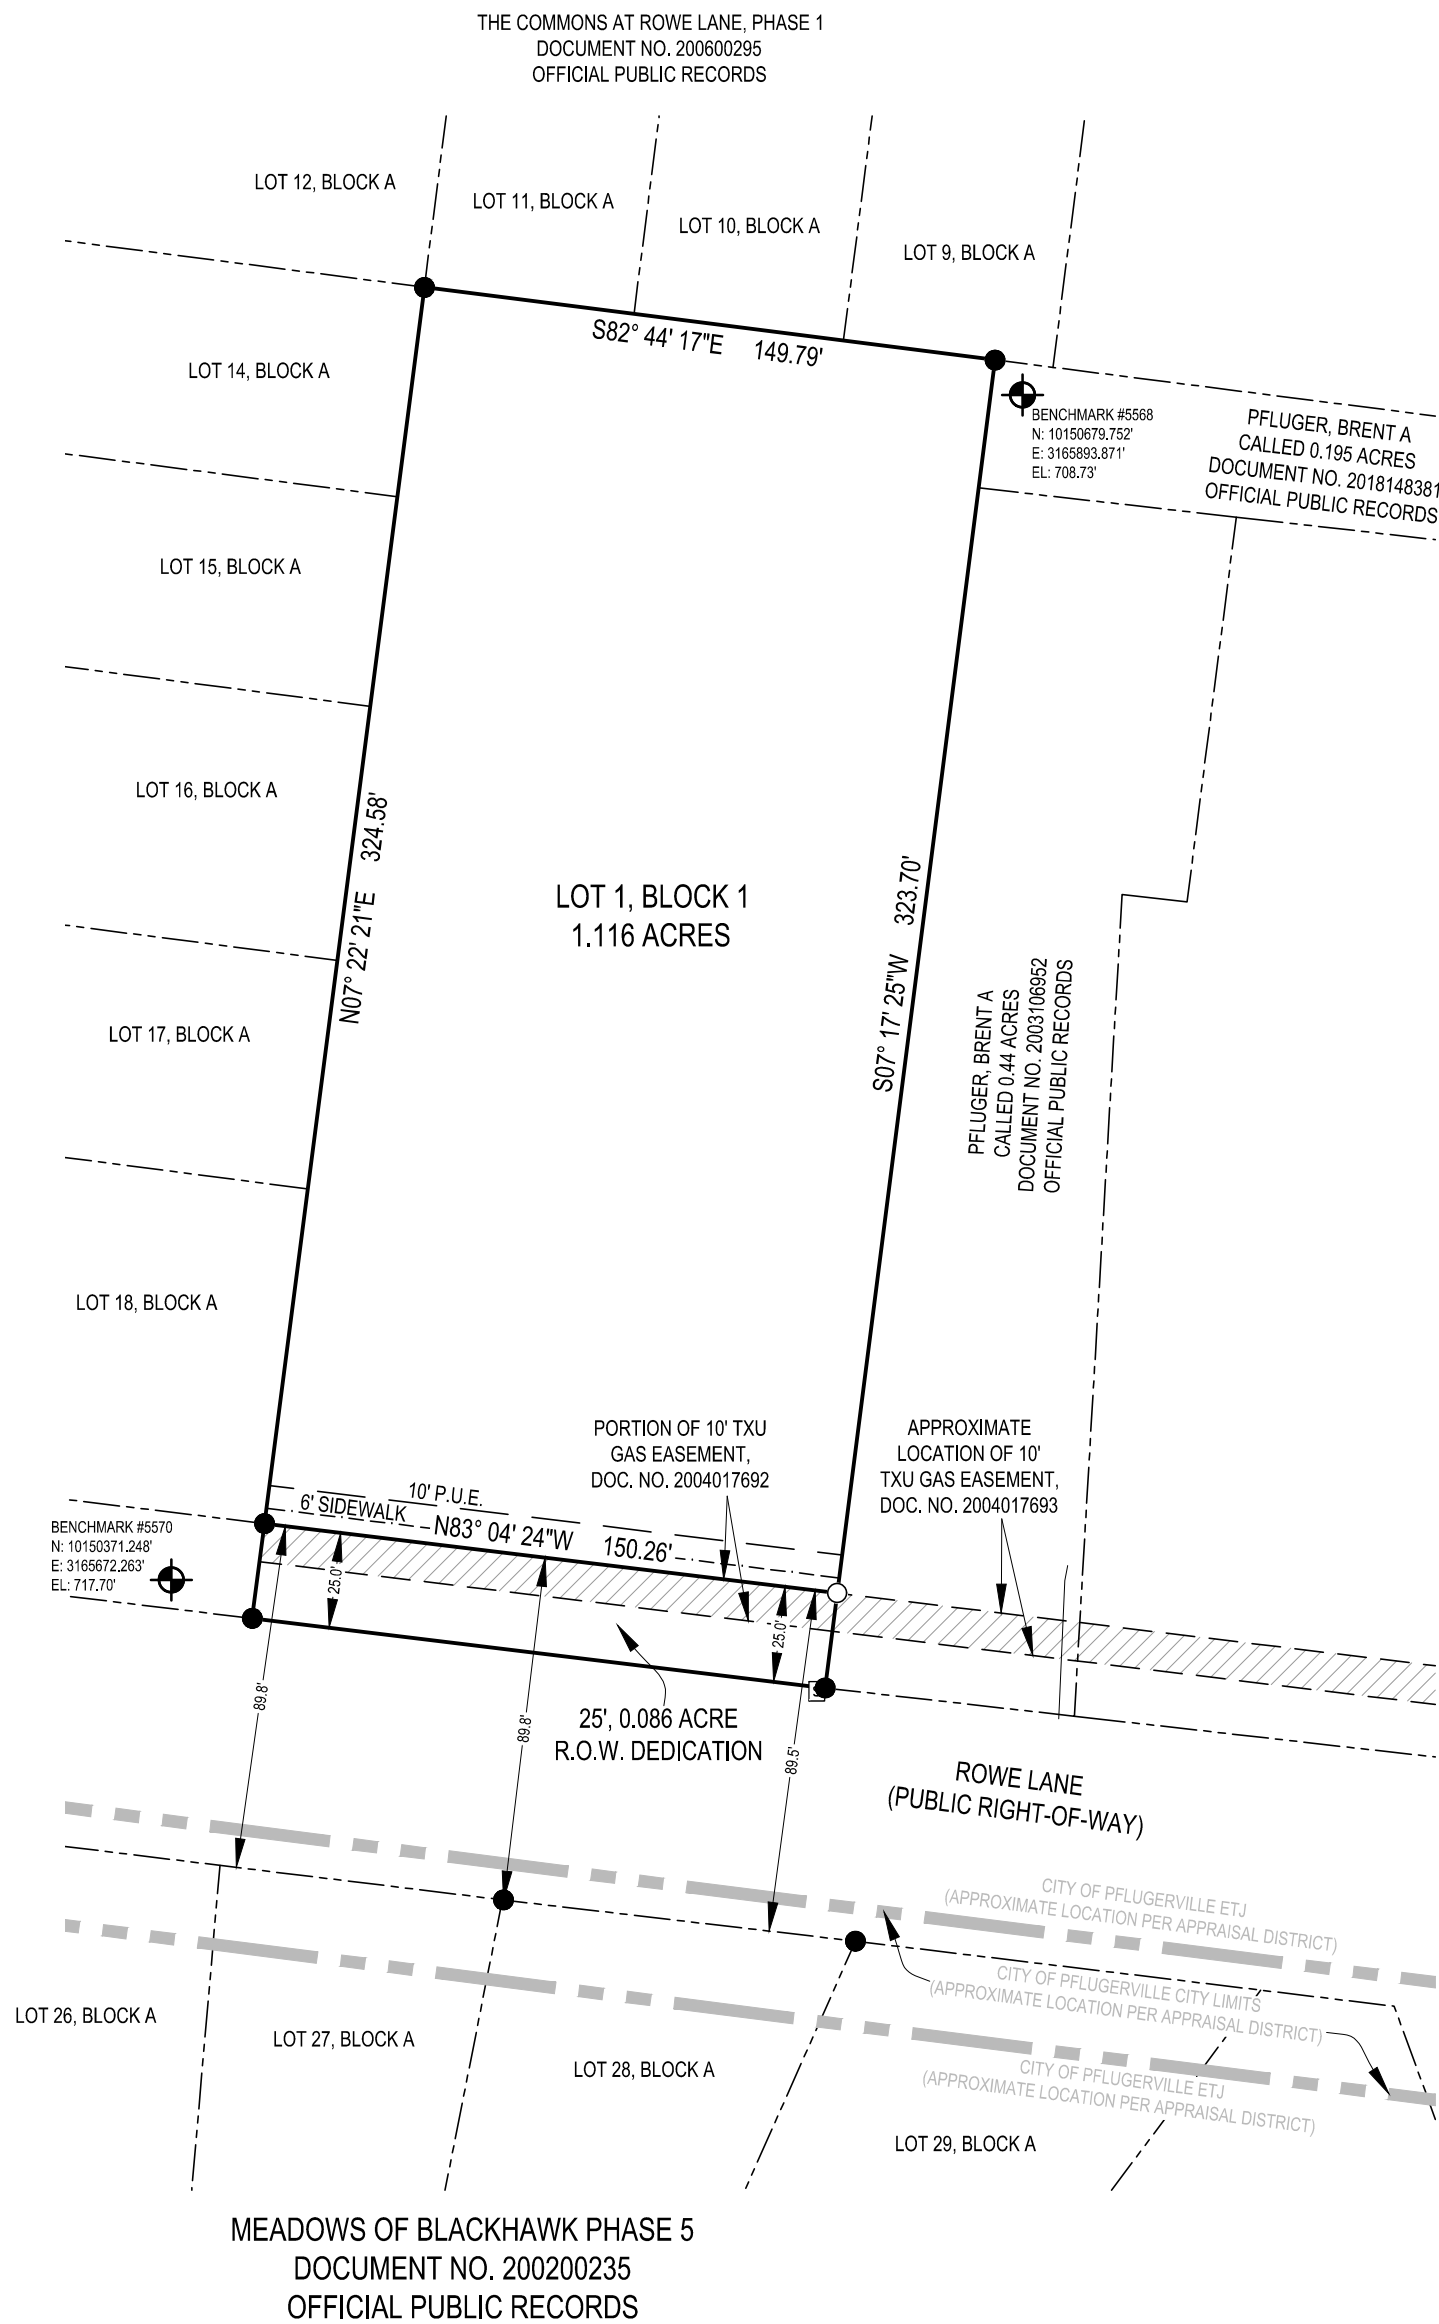 THE COMMONS AT ROWE LANE, PHASE 1
DOCUMENT NO. 200600295
OFFICIAL PUBLIC RECORDS
LOT 12, BLOCK A
LOT 11, BLOCK A
LOT 10, BLOCK A
LOT 9, BLOCK A
S82° 44' 17"E 149.79'
LOT 14, BLOCK A
BENCHMARK #5568
N: 10150679.752'
E: 3165893.871'
EL: 708.73'
PFLUGER, BRENT A
CALLED 0.195 ACRES
DOCUMENT NO. 2018148381
OFFICIAL PUBLIC RECORDS
LOT 15, BLOCK A
LOT 16, BLOCK A
N07° 22' 21"E 324.58'
LOT 1, BLOCK 1
1.116 ACRES
S07° 17' 25"W 323.70'
PFLUGER, BRENT A
CALLED 0.44 ACRES
DOCUMENT NO. 2003106952
OFFICIAL PUBLIC RECORDS
LOT 17, BLOCK A
LOT 18, BLOCK A
PORTION OF 10' TXU
GAS EASEMENT,
DOC. NO. 2004017692
APPROXIMATE
LOCATION OF 10'
TXU GAS EASEMENT,
DOC. NO. 2004017693
10' P.U.E.
6' SIDEWALK
N83° 04' 24"W 150.26'
BENCHMARK #5570
N: 10150371.248'
E: 3165672.263'
EL: 717.70'
25.0'
25.0'
89.8'
89.8'
89.5'
25', 0.086 ACRE
R.O.W. DEDICATION
ROWE LANE
(PUBLIC RIGHT-OF-WAY)
CITY OF PFLUGERVILLE ETJ
(APPROXIMATE LOCATION PER APPRAISAL DISTRICT)
CITY OF PFLUGERVILLE CITY LIMITS
(APPROXIMATE LOCATION PER APPRAISAL DISTRICT)
CITY OF PFLUGERVILLE ETJ
(APPROXIMATE LOCATION PER APPRAISAL DISTRICT)
LOT 26, BLOCK A
LOT 27, BLOCK A
LOT 28, BLOCK A
LOT 29, BLOCK A
MEADOWS OF BLACKHAWK PHASE 5
DOCUMENT NO. 200200235
OFFICIAL PUBLIC RECORDS